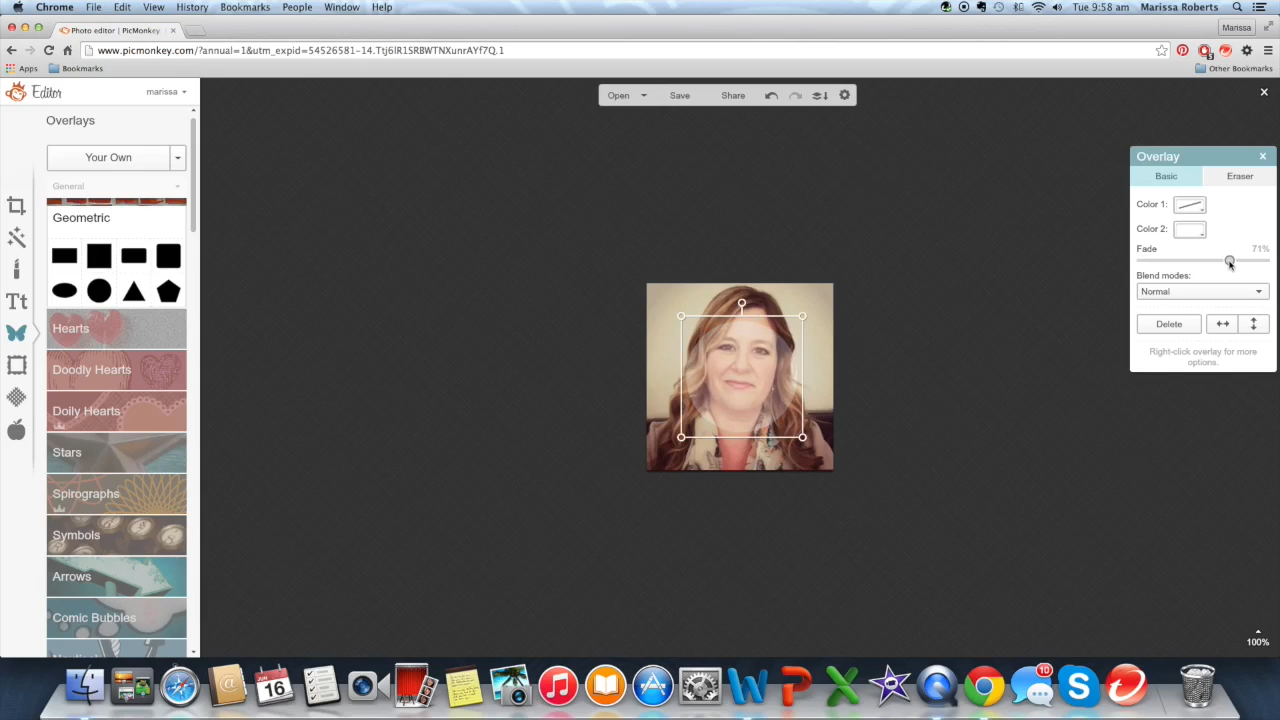 Chrome File Edit View History Bookmarks People Window Help Tue 9:58 am Marissa Roberts
Photo editor | PicMonkey Marissa
www.picmonkey.com/?annual=1&utm_expid=54526581-14.Ttj6lR1SRBWTNXunrAYf7Q.1
Apps Bookmarks Other Bookmarks
Editor marissa
Open Save Share
Overlays
Your Own
General
Geometric
Hearts
Doodly Hearts
Doily Hearts
Stars
Spirographs
Symbols
Arrows
Comic Bubbles
Overlay
Basic Eraser
Color 1:
Color 2:
Fade 71%
Blend modes:
Normal
Delete
Right-click overlay for more
options.
100%
JUN
16
10